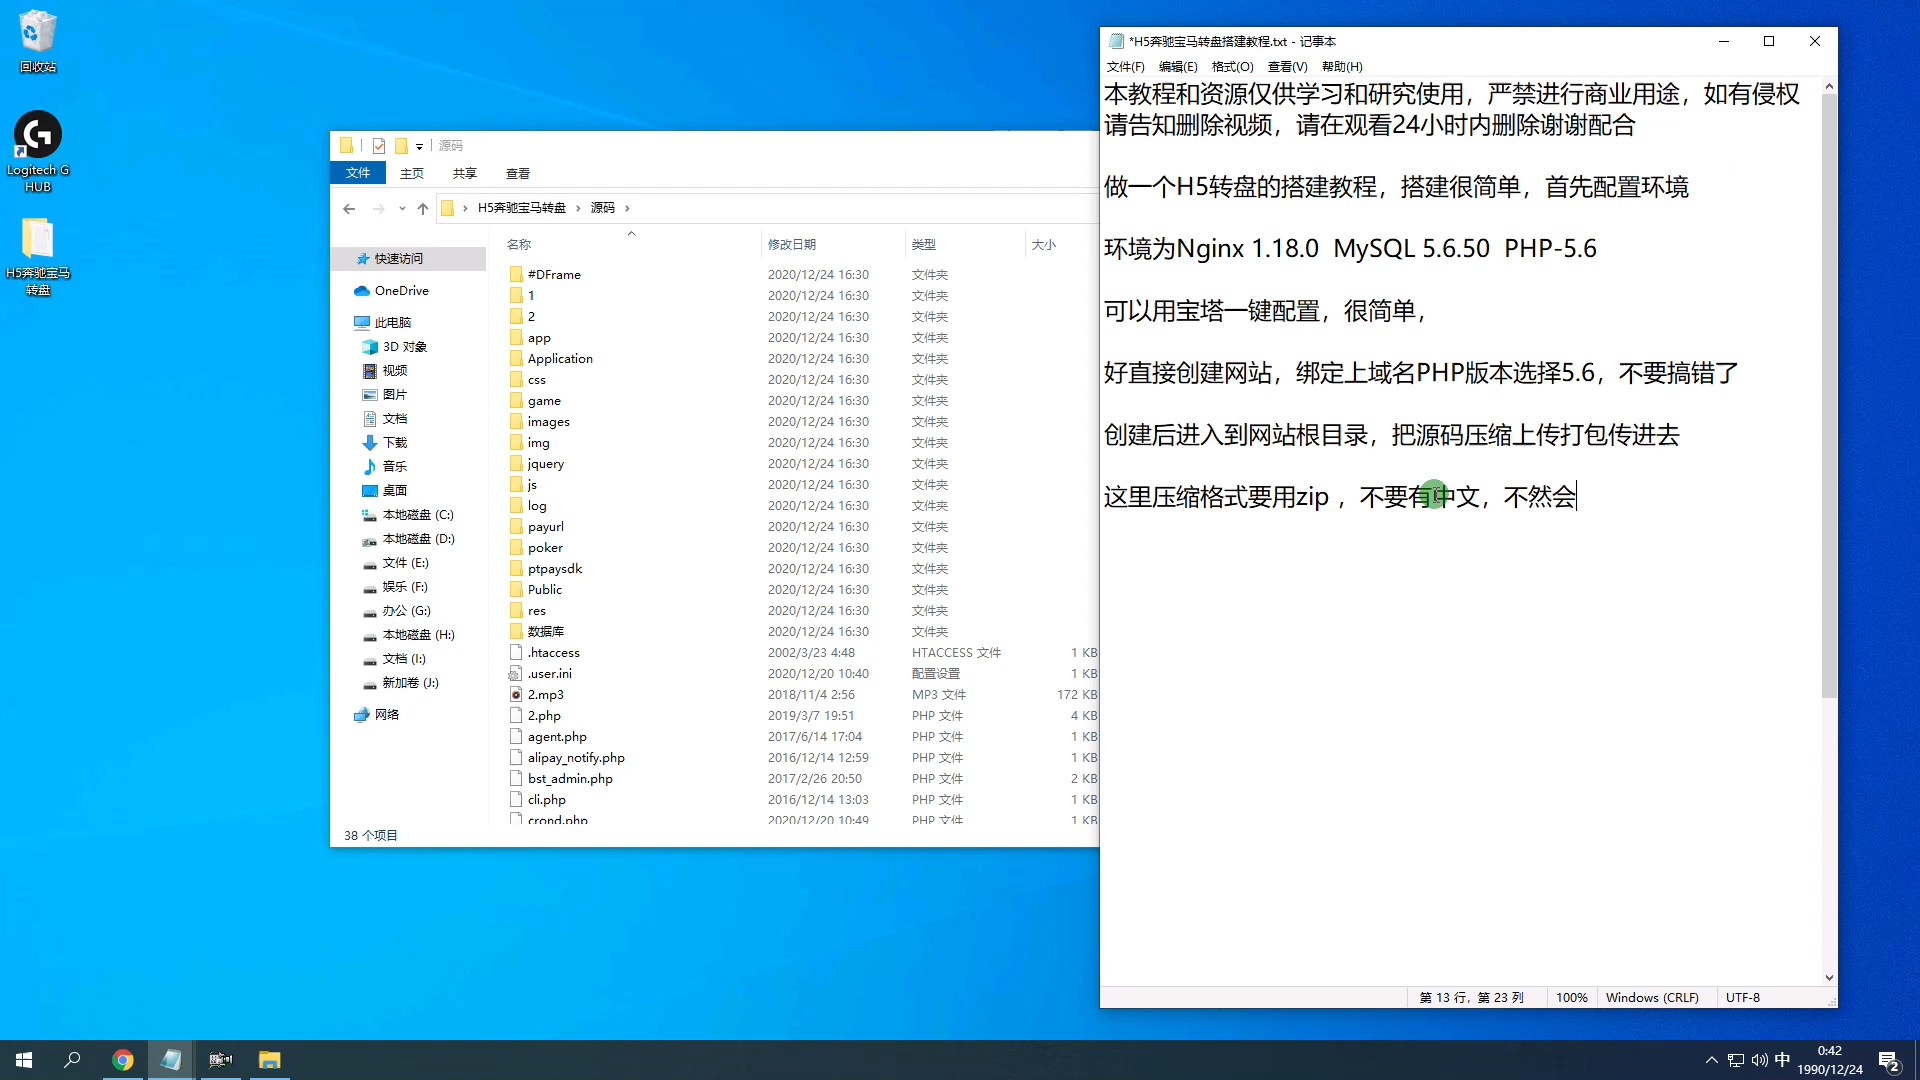 回收站
Logitech G
HUB
H5奔驰宝马
转盘
源码
文件
主页
共享
查看
H5奔驰宝马转盘
源码
快速访问
OneDrive
此电脑
3D 对象
视频
图片
文档
下载
音乐
桌面
本地磁盘 (C:)
本地磁盘 (D:)
文件 (E:)
娱乐 (F:)
办公 (G:)
本地磁盘 (H:)
文档 (I:)
新加卷 (J:)
网络
名称 修改日期 类型 大小
#DFrame 2020/12/24 16:30 文件夹
1 2020/12/24 16:30 文件夹
2 2020/12/24 16:30 文件夹
app 2020/12/24 16:30 文件夹
Application 2020/12/24 16:30 文件夹
css 2020/12/24 16:30 文件夹
game 2020/12/24 16:30 文件夹
images 2020/12/24 16:30 文件夹
img 2020/12/24 16:30 文件夹
jquery 2020/12/24 16:30 文件夹
js 2020/12/24 16:30 文件夹
log 2020/12/24 16:30 文件夹
payurl 2020/12/24 16:30 文件夹
poker 2020/12/24 16:30 文件夹
ptpaysdk 2020/12/24 16:30 文件夹
Public 2020/12/24 16:30 文件夹
res 2020/12/24 16:30 文件夹
数据库 2020/12/24 16:30 文件夹
.htaccess 2002/3/23 4:48 HTACCESS 文件 1 KB
.user.ini 2020/12/20 10:40 配置设置 1 KB
2.mp3 2018/11/4 2:56 MP3 文件 172 KB
2.php 2019/3/7 19:51 PHP 文件 4 KB
agent.php 2017/6/14 17:04 PHP 文件 1 KB
alipay_notify.php 2016/12/14 12:59 PHP 文件 1 KB
bst_admin.php 2017/2/26 20:50 PHP 文件 2 KB
cli.php 2016/12/14 13:03 PHP 文件 1 KB
crond.php 2020/12/20 10:49 PHP 文件 1 KB
38 个项目
*H5奔驰宝马转盘搭建教程.txt - 记事本
文件(F) 编辑(E) 格式(O) 查看(V) 帮助(H)
本教程和资源仅供学习和研究使用，严禁进行商业用途，如有侵权
请告知删除视频，请在观看24小时内删除谢谢配合
做一个H5转盘的搭建教程，搭建很简单，首先配置环境
环境为Nginx 1.18.0 MySQL 5.6.50 PHP-5.6
可以用宝塔一键配置，很简单，
好直接创建网站，绑定上域名PHP版本选择5.6，不要搞错了
创建后进入到网站根目录，把源码压缩上传打包传进去
这里压缩格式要用zip ，不要有中文，不然会
第 13 行，第 23 列 100% Windows (CRLF) UTF-8
中
0:42
1990/12/24
2